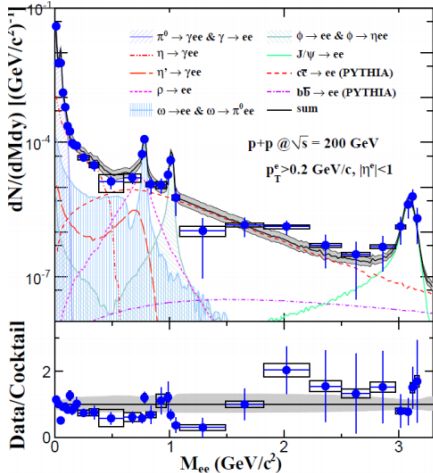 10⁻¹
π⁰ → γee & γ → ee
φ → ee & φ → ηee
η → γee
J/ψ → ee
η' → γee
cc̅ → ee (PYTHIA)
ρ → ee
bb̅ → ee (PYTHIA)
ω → ee & ω → π⁰ee
sum
10⁻⁴
p+p @√s = 200 GeV
pᵉ_T>0.2 GeV/c, |ηᵉ|<1
10⁻⁷
dN/(dMdy) |(GeV/c²)⁻¹
2
0
Data/Cocktail
0 1 2 3
M_ee (GeV/c²)